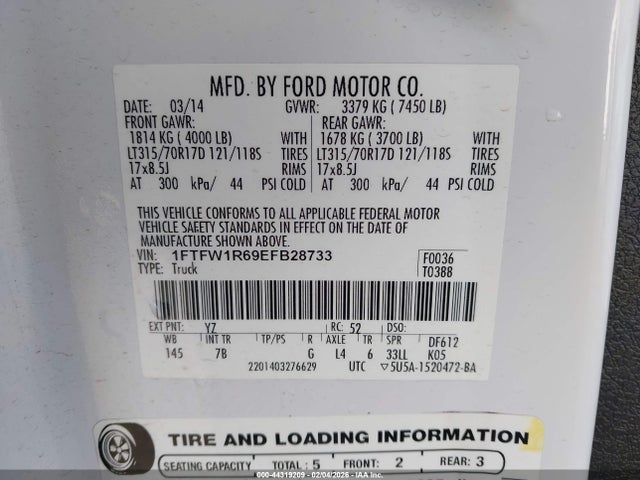 MFD. BY FORD MOTOR CO.
DATE: 03/14 GVWR: 3379 KG ( 7450 LB)
FRONT GAWR: REAR GAWR:
1814 KG ( 4000 LB) WITH 1678 KG ( 3700 LB) WITH
LT315/70R17D 121/118S TIRES LT315/70R17D 121/118S TIRES
17x8.5J RIMS 17x8.5J RIMS
AT 300 kPa/ 44 PSI COLD AT 300 kPa/ 44 PSI COLD
THIS VEHICLE CONFORMS TO ALL APPLICABLE FEDERAL MOTOR
VEHICLE SAFETY STANDARDS IN EFFECT ON THE DATE OF
MANUFACTURE SHOWN ABOVE.
VIN: 1FTFW1R69EFB28733 F0036
TYPE: Truck T0388
EXT PNT: YZ RC: 52 DSO:
WB INT TR TP/PS R AXLE TR SPR DF612
145 7B G L4 6 33LL K05
2201403276629 UTC ▽5U5A-1520472-BA
TIRE AND LOADING INFORMATION
SEATING CAPACITY TOTAL : 5 FRONT: 2 REAR: 3
000-44319209 - 02/04/2026 - IAA Inc.